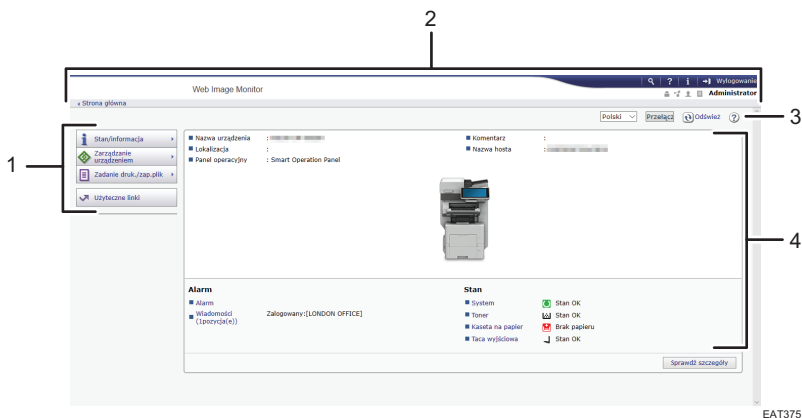 2
Web Image Monitor
? i Wylogowanie
Administrator
Strona główna
Polski Przełącz Odśwież ?
3
1
Stan/informacja
Zarządzanie
urządzeniem
Zadanie druk./zap.plik
Użyteczne linki
Nazwa urządzenia :
Lokalizacja :
Panel operacyjny : Smart Operation Panel
Komentarz :
Nazwa hosta :
4
Alarm
Alarm
Wiadomości
(1pozycja(e)) Zalogowany:[LONDON OFFICE]
Stan
System Stan OK
Toner Stan OK
Kaseta na papier Brak papieru
Taca wyjściowa Stan OK
Sprawdź szczegóły
EAT375